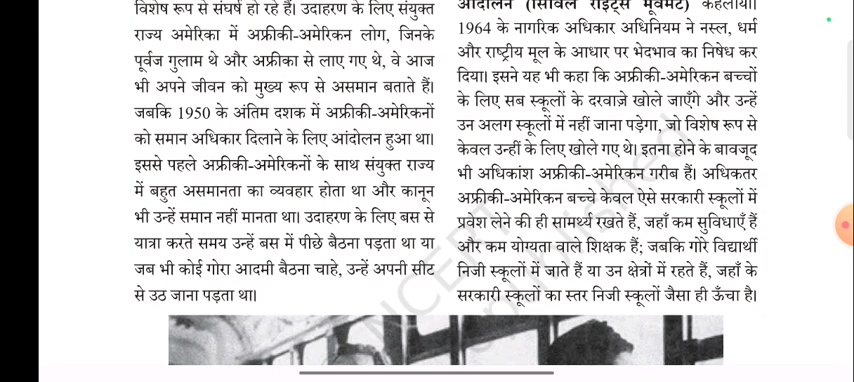 विशेष रूप से संघर्ष हो रहे हैं। उदाहरण के लिए संयुक्त
राज्य अमेरिका में अफ्रीकी-अमेरिकन लोग, जिनके
पूर्वज गुलाम थे और अफ्रीका से लाए गए थे, वे आज
भी अपने जीवन को मुख्य रूप से असमान बताते हैं।
जबकि 1950 के अंतिम दशक में अफ्रीकी-अमेरिकनों
को समान अधिकार दिलाने के लिए आंदोलन हुआ था।
इससे पहले अफ्रीकी-अमेरिकनों के साथ संयुक्त राज्य
में बहुत असमानता का व्यवहार होता था और कानून
भी उन्हें समान नहीं मानता था। उदाहरण के लिए बस से
यात्रा करते समय उन्हें बस में पीछे बैठना पड़ता था या
जब भी कोई गोरा आदमी बैठना चाहे, उन्हें अपनी सीट
से उठ जाना पड़ता था।
आंदोलन (सिविल राइट्स मूवमेंट) कहलाया।
1964 के नागरिक अधिकार अधिनियम ने नस्ल, धर्म
और राष्ट्रीय मूल के आधार पर भेदभाव का निषेध कर
दिया। इसने यह भी कहा कि अफ्रीकी-अमेरिकन बच्चों
के लिए सब स्कूलों के दरवाज़े खोले जाएँगे और उन्हें
उन अलग स्कूलों में नहीं जाना पड़ेगा, जो विशेष रूप से
केवल उन्हीं के लिए खोले गए थे। इतना होने के बावजूद
भी अधिकांश अफ्रीकी-अमेरिकन गरीब हैं। अधिकतर
अफ्रीकी-अमेरिकन बच्चे केवल ऐसे सरकारी स्कूलों में
प्रवेश लेने की ही सामर्थ्य रखते हैं, जहाँ कम सुविधाएँ हैं
और कम योग्यता वाले शिक्षक हैं; जबकि गोरे विद्यार्थी
निजी स्कूलों में जाते हैं या उन क्षेत्रों में रहते हैं, जहाँ के
सरकारी स्कूलों का स्तर निजी स्कूलों जैसा ही ऊँचा है।
NCERT